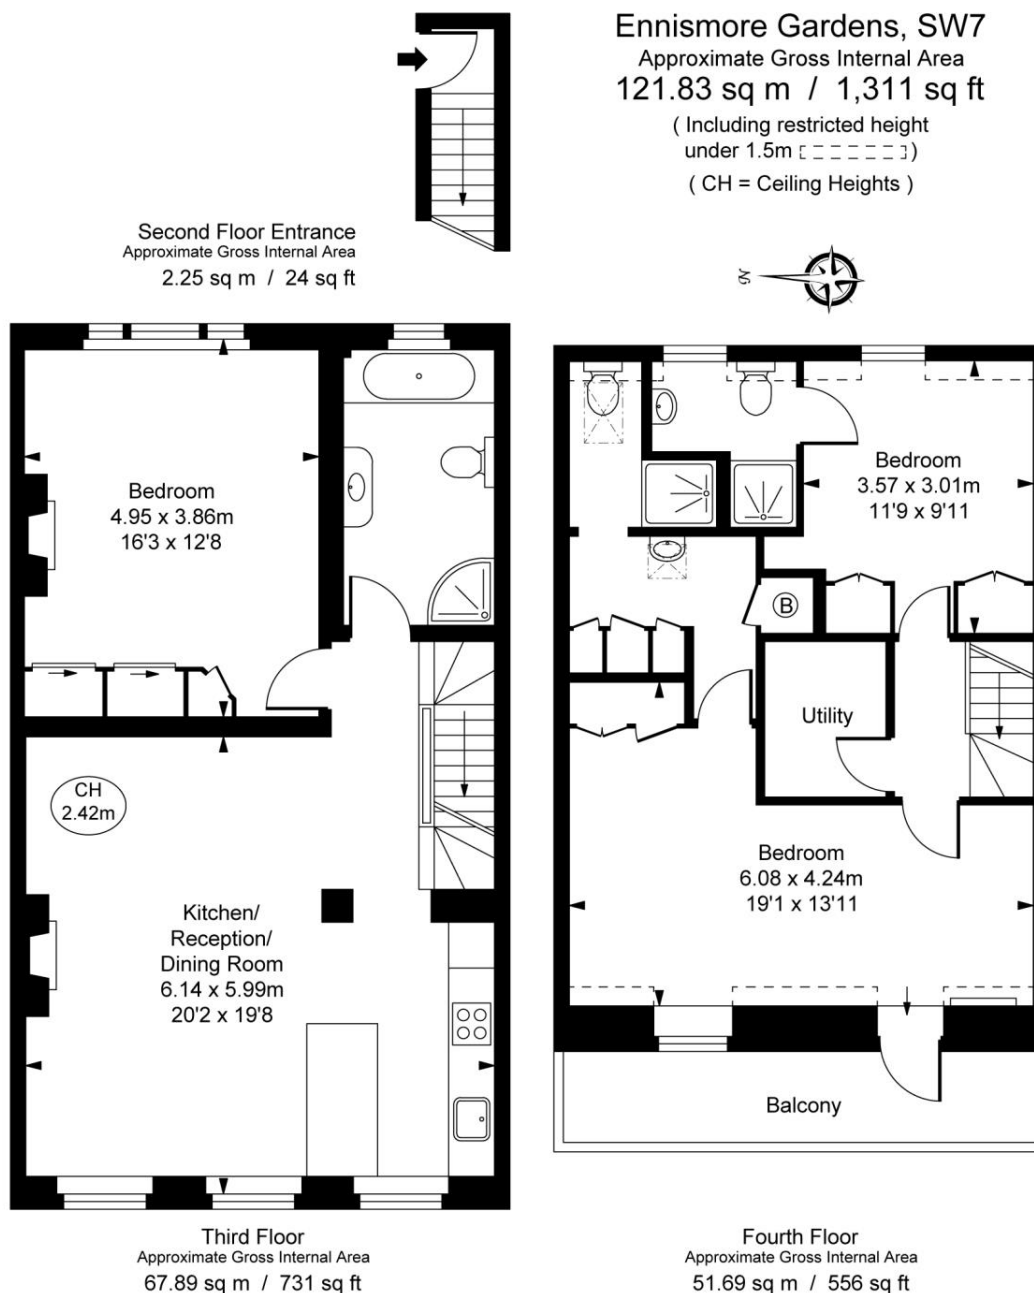 Ennismore Gardens, SW7
Approximate Gross Internal Area
121.83 sq m / 1,311 sq ft
( Including restricted height
under 1.5m )
( CH = Ceiling Heights )
N
Second Floor Entrance
Approximate Gross Internal Area
2.25 sq m / 24 sq ft
Bedroom
4.95 x 3.86m
16'3 x 12'8
CH
2.42m
Kitchen/
Reception/
Dining Room
6.14 x 5.99m
20'2 x 19'8
Third Floor
Approximate Gross Internal Area
67.89 sq m / 731 sq ft
Bedroom
3.57 x 3.01m
11'9 x 9'11
B
Utility
Bedroom
6.08 x 4.24m
19'1 x 13'11
Balcony
Fourth Floor
Approximate Gross Internal Area
51.69 sq m / 556 sq ft